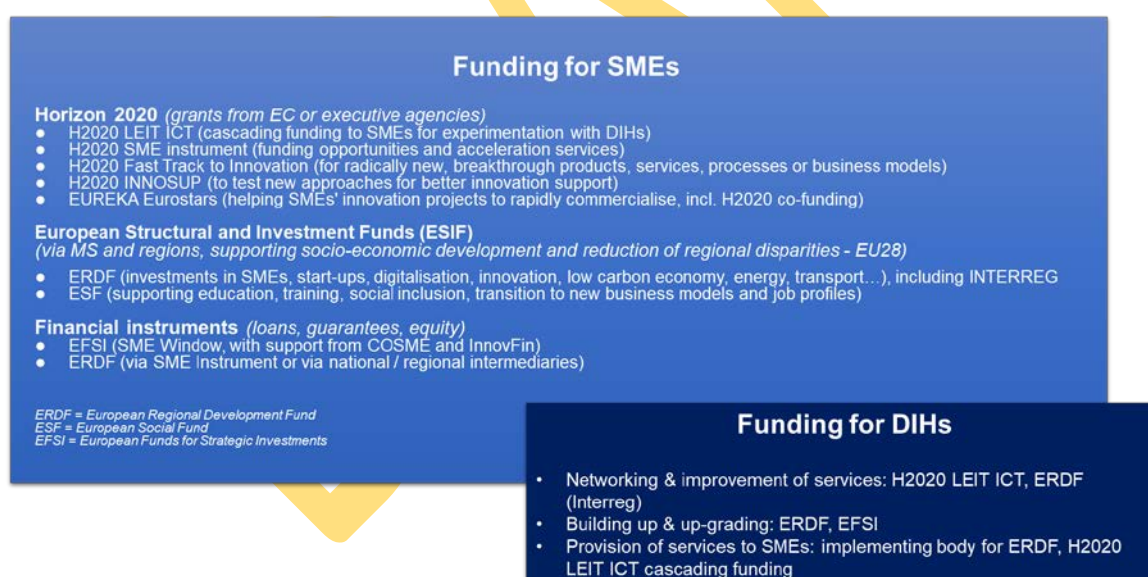 Funding for SMEs
Horizon 2020 (grants from EC or executive agencies)
● H2020 LEIT ICT (cascading funding to SMEs for experimentation with DIHs)
● H2020 SME instrument (funding opportunities and acceleration services)
● H2020 Fast Track to Innovation (for radically new, breakthrough products, services, processes or business models)
● H2020 INNOSUP (to test new approaches for better innovation support)
● EUREKA Eurostars (helping SMEs' innovation projects to rapidly commercialise, incl. H2020 co-funding)
European Structural and Investment Funds (ESIF)
(via MS and regions, supporting socio-economic development and reduction of regional disparities - EU28)
● ERDF (investments in SMEs, start-ups, digitalisation, innovation, low carbon economy, energy, transport…), including INTERREG
● ESF (supporting education, training, social inclusion, transition to new business models and job profiles)
Financial instruments (loans, guarantees, equity)
● EFSI (SME Window, with support from COSME and InnovFin)
● ERDF (via SME Instrument or via national / regional intermediaries)
ERDF = European Regional Development Fund
ESF = European Social Fund
EFSI = European Funds for Strategic Investments
Funding for DIHs
• Networking & improvement of services: H2020 LEIT ICT, ERDF
(Interreg)
• Building up & up-grading: ERDF, EFSI
• Provision of services to SMEs: implementing body for ERDF, H2020
LEIT ICT cascading funding